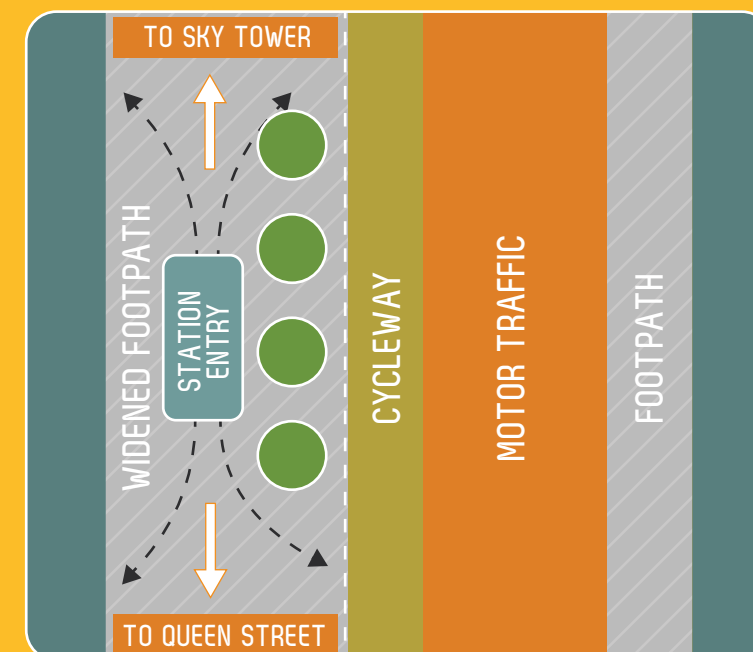 TO SKY TOWER
WIDENED FOOTPATH
STATION
ENTRY
CYCLEWAY
MOTOR TRAFFIC
FOOTPATH
TO QUEEN STREET